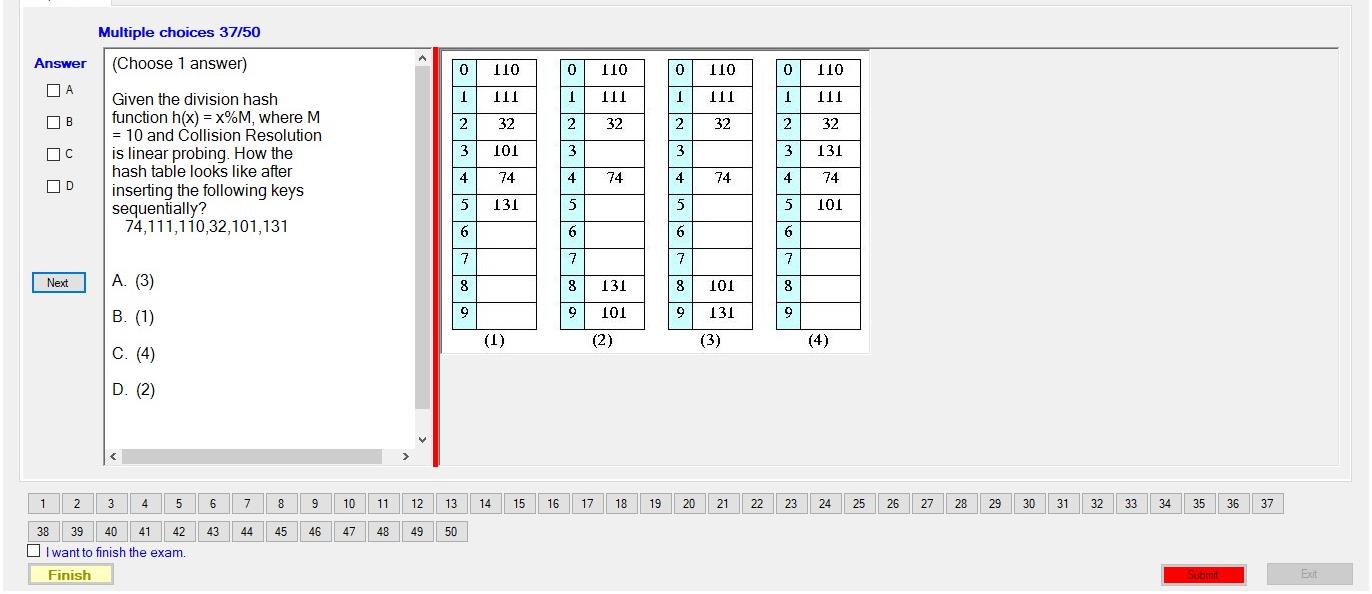 Multiple choices 37/50
Answer
A
B
C
D
Next
(Choose 1 answer)
Given the division hash
function h(x) = x%M, where M
= 10 and Collision Resolution
is linear probing. How the
hash table looks like after
inserting the following keys
sequentially?
74,111,110,32,101,131
A. (3)
B. (1)
C. (4)
D. (2)
0 110 0 110 0 110 0 110
1 111 1 111 1 111 1 111
2 32 2 32 2 32 2 32
3 101 3 3 3 131
4 74 4 74 4 74 4 74
5 131 5 5 5 101
6 6 6 6
7 7 7 7
8 8 131 8 101 8
9 9 101 9 131 9
(1) (2) (3) (4)
1 2 3 4 5 6 7 8 9 10 11 12 13 14 15 16 17 18 19 20 21 22 23 24 25 26 27 28 29 30 31 32 33 34 35 36 37
38 39 40 41 42 43 44 45 46 47 48 49 50
I want to finish the exam.
Finish Submit Exit